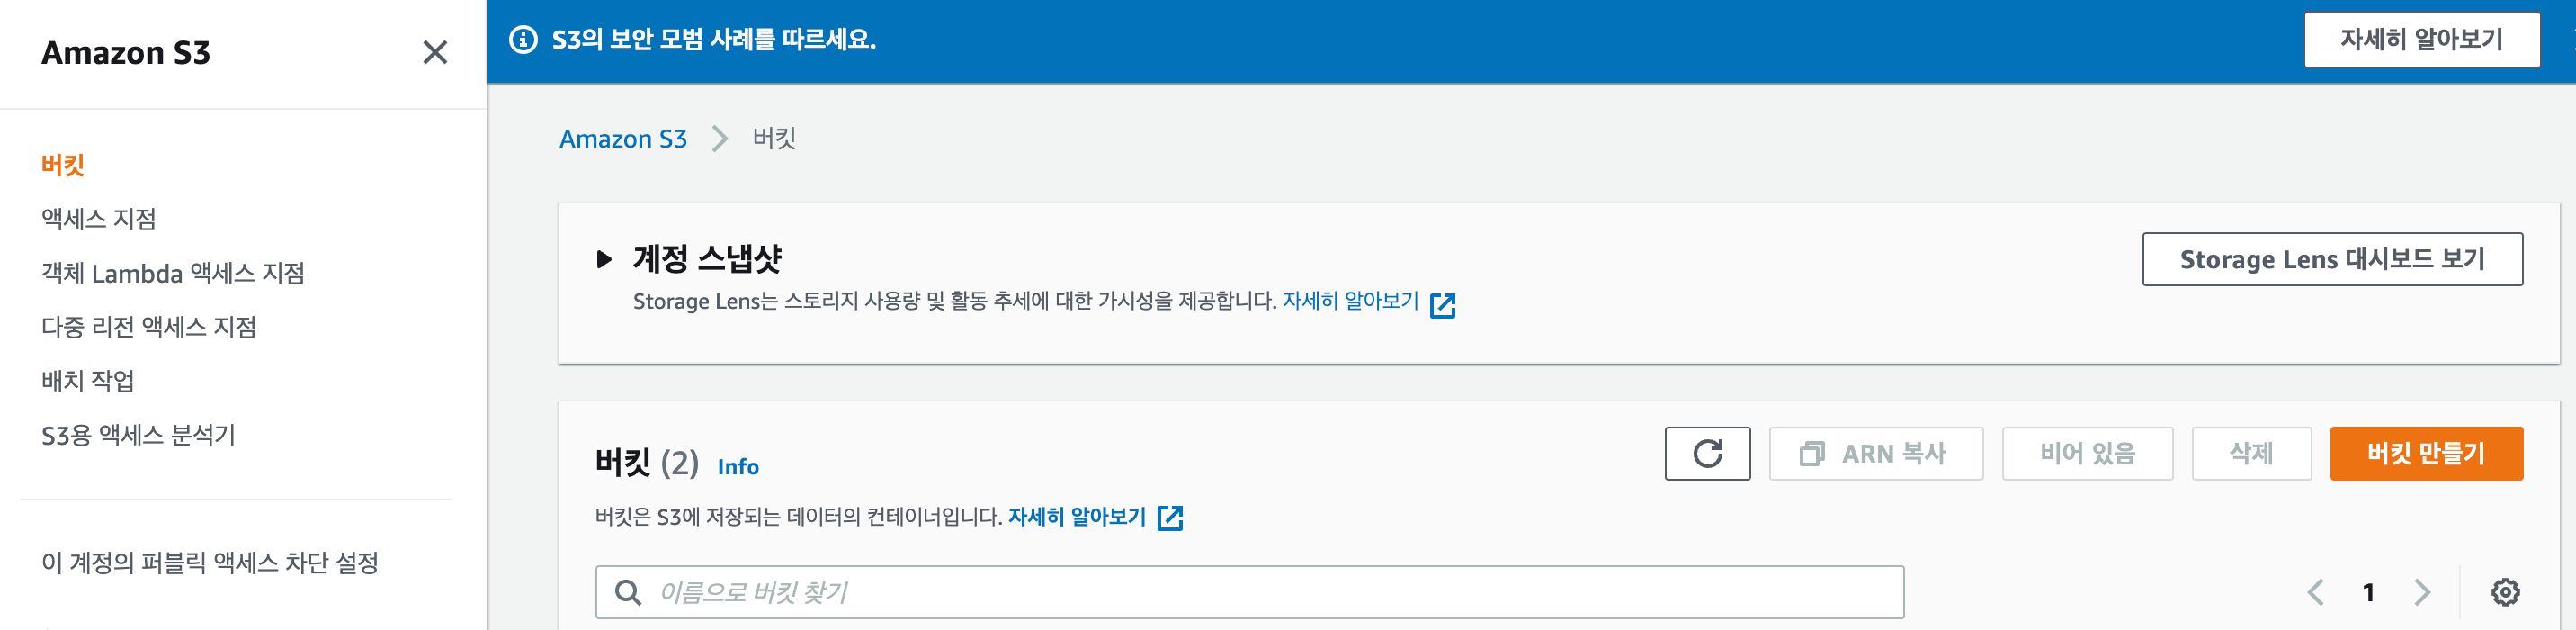 Amazon S3
버킷
액세스 지점
객체 Lambda 액세스 지점
다중 리전 액세스 지점
배치 작업
S3용 액세스 분석기
이 계정의 퍼블릭 액세스 차단 설정
S3의 보안 모범 사례를 따르세요.
자세히 알아보기
Amazon S3 버킷
계정 스냅샷
Storage Lens 대시보드 보기
Storage Lens는 스토리지 사용량 및 활동 추세에 대한 가시성을 제공합니다. 자세히 알아보기
버킷 (2) Info
ARN 복사
비어 있음
삭제
버킷 만들기
버킷은 S3에 저장되는 데이터의 컨테이너입니다. 자세히 알아보기
이름으로 버킷 찾기
1